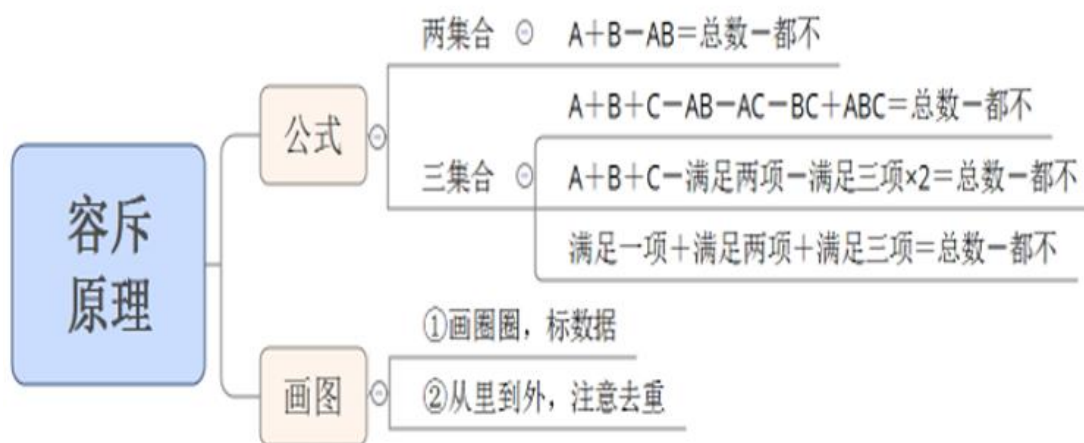 容斥
原理
公式
两集合
A+B-AB=总数-都不
三集合
A+B+C-AB-AC-BC+ABC=总数-都不
A+B+C-满足两项-满足三项×2=总数-都不
满足一项+满足两项+满足三项=总数-都不
画图
①画圈圈，标数据
②从里到外，注意去重